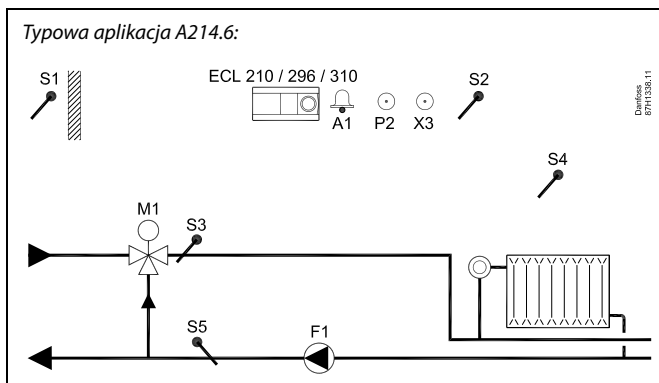 Typowa aplikacja A214.6:
S1
ECL 210 / 296 / 310
A1
P2
X3
S2
Danfoss
87H1338.11
S4
M1
S3
S5
F1